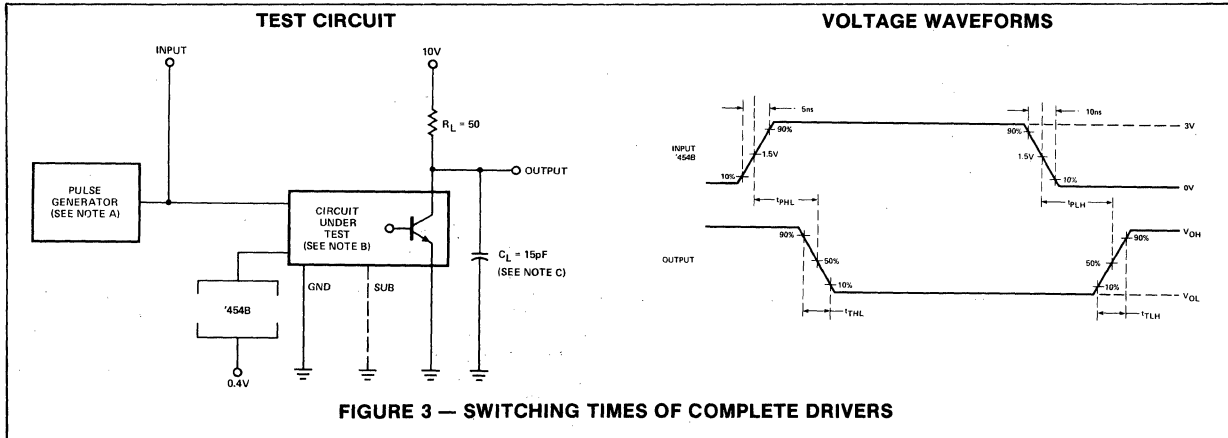 TEST CIRCUIT
INPUT
10V
R_L = 50
OUTPUT
PULSE
GENERATOR
(SEE NOTE A)
CIRCUIT
UNDER
TEST
(SEE NOTE B)
C_L = 15pF
(SEE NOTE C)
GND
SUB
'454B
0.4V
VOLTAGE WAVEFORMS
5ns
10ns
90%
90%
3V
INPUT
'454B
1.5V
1.5V
10%
10%
0V
t_PHL
t_PLH
90%
90%
V_OH
OUTPUT
50%
50%
10%
10%
V_OL
t_THL
t_TLH
FIGURE 3 — SWITCHING TIMES OF COMPLETE DRIVERS